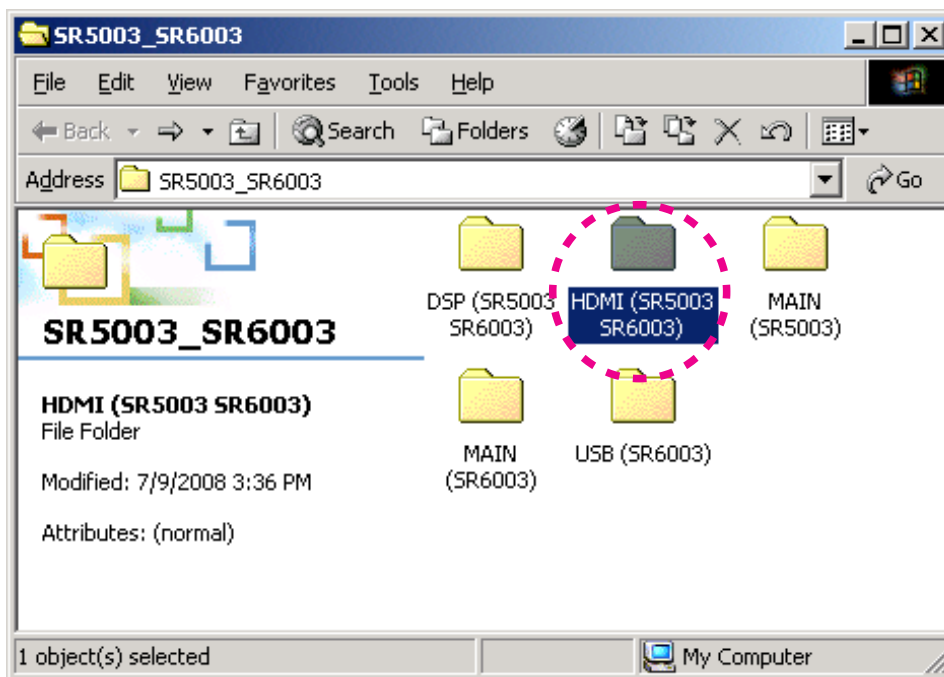 SR5003_SR6003
File Edit View Favorites Tools Help
Back Search Folders
Address SR5003_SR6003 Go
SR5003_SR6003
HDMI (SR5003 SR6003)
File Folder
Modified: 7/9/2008 3:36 PM
Attributes: (normal)
DSP (SR5003
SR6003)
HDMI (SR5003
SR6003)
MAIN
(SR5003)
MAIN
(SR6003)
USB (SR6003)
1 object(s) selected
My Computer